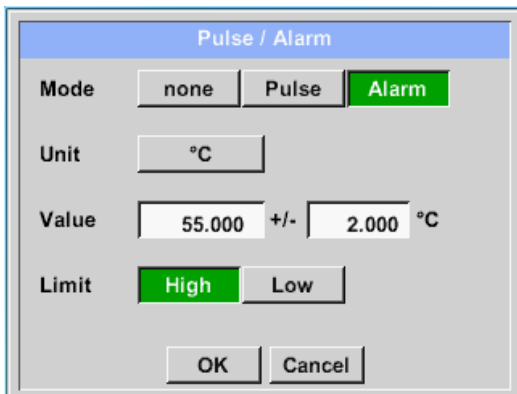 Pulse / Alarm
Mode none Pulse Alarm
Unit °C
Value 55.000 +/- 2.000 °C
Limit High Low
OK Cancel